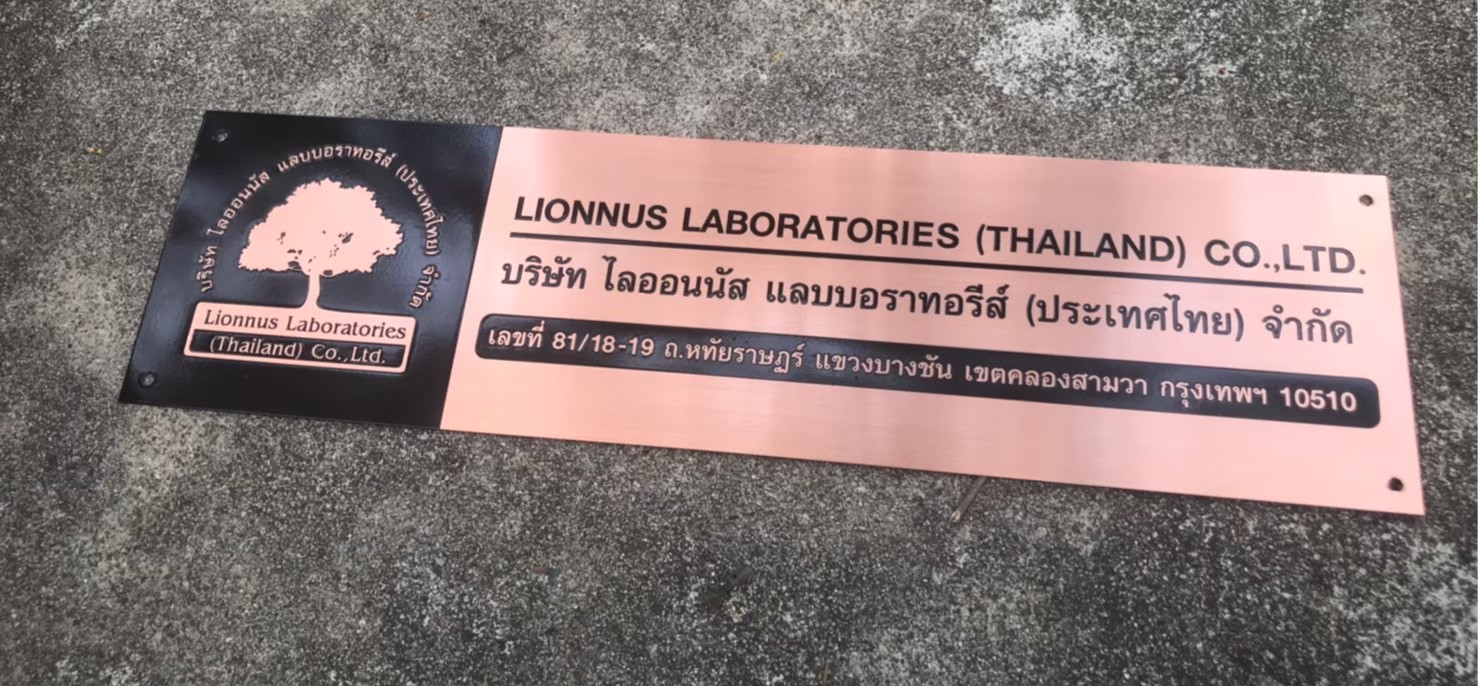 บริษัท ไลออนนัส แลบบอราทอรีส์ (ประเทศไทย) จำกัด
Lionnus Laboratories
(Thailand) Co.,Ltd.
LIONNUS LABORATORIES (THAILAND) CO.,LTD.
บริษัท ไลออนนัส แลบบอราทอรีส์ (ประเทศไทย) จำกัด
เลขที่ 81/18-19 ถ.หทัยราษฎร์ แขวงบางชัน เขตคลองสามวา กรุงเทพฯ 10510